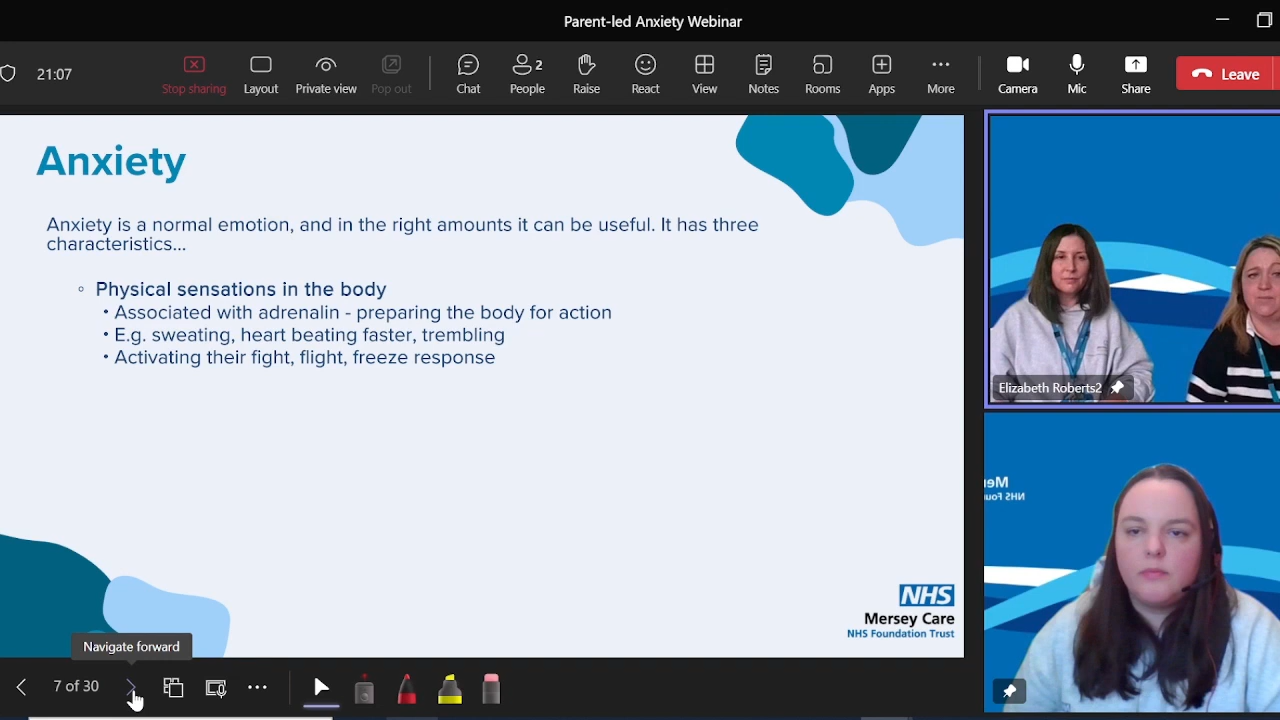 Parent-led Anxiety Webinar
21:07
Stop sharing
Layout
Private view
Pop out
Chat
2
People
Raise
React
View
Notes
Rooms
Apps
More
Camera
Mic
Share
Leave
Anxiety
Anxiety is a normal emotion, and in the right amounts it can be useful. It has three
characteristics...
Physical sensations in the body
• Associated with adrenalin - preparing the body for action
• E.g. sweating, heart beating faster, trembling
• Activating their fight, flight, freeze response
NHS
Mersey Care
NHS Foundation Trust
Elizabeth Roberts2
Navigate forward
7 of 30